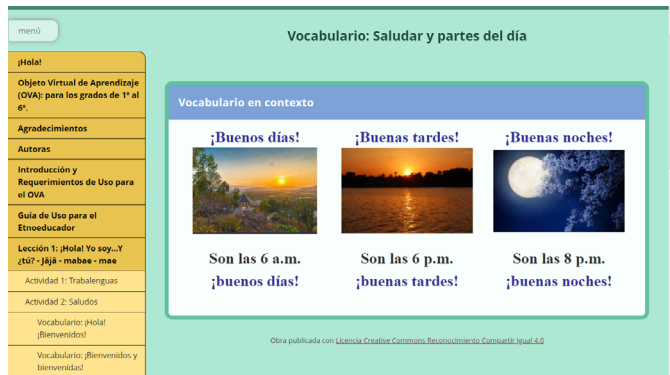 menú
Vocabulario: Saludar y partes del día
¡Hola!
Objeto Virtual de Aprendizaje
(OVA): para los grados de 1º al
6º.
Agradecimientos
Autoras
Introducción y
Requerimientos de Uso para
el OVA
Guía de Uso para el
Etnoeducador
Lección 1: ¡Hola! Yo soy...Y
¿tú? - Jâjâ - mabae - mae
Actividad 1: Trabalenguas
Actividad 2: Saludos
Vocabulario: ¡Hola!
¡Bienvenidos!
Vocabulario: ¡Bienvenidos y
bienvenidas!
Vocabulario en contexto
¡Buenos días! ¡Buenas tardes! ¡Buenas noches!
Son las 6 a.m. Son las 6 p.m. Son las 8 p.m.
¡buenos días! ¡buenas tardes! ¡buenas noches!
Obra publicada con Licencia Creative Commons Reconocimiento Compartir igual 4.0